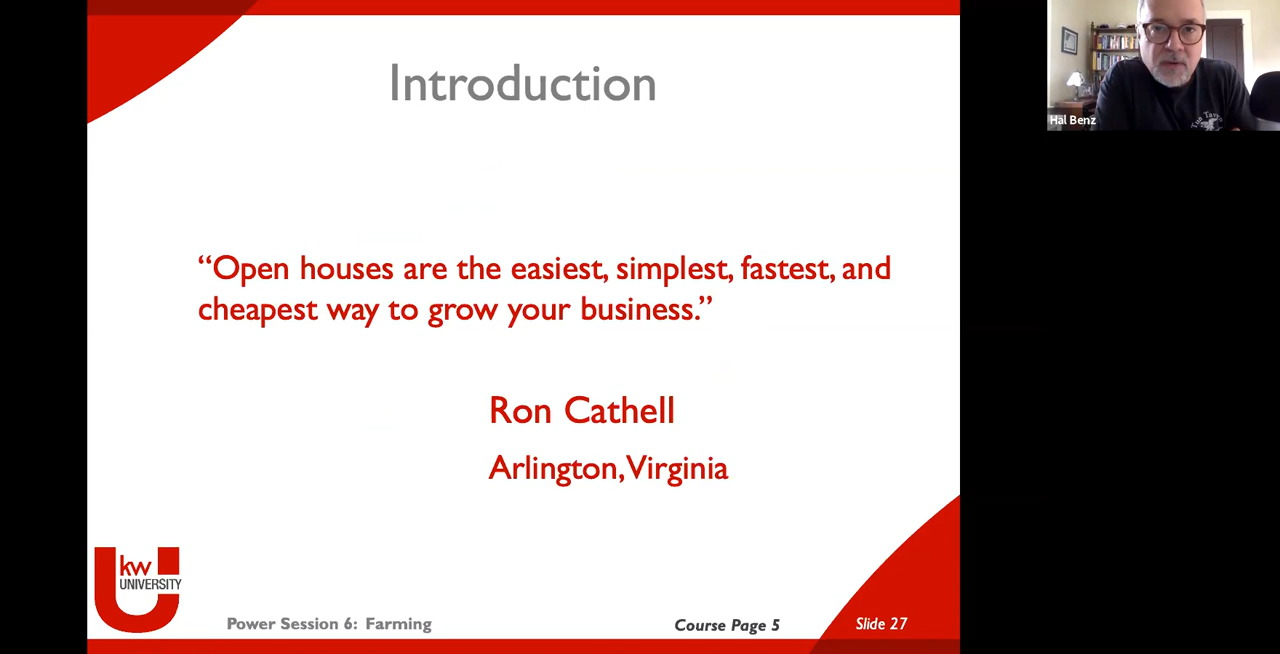 Introduction
“Open houses are the easiest, simplest, fastest, and
cheapest way to grow your business.”
Ron Cathell
Arlington, Virginia
kw
UNIVERSITY
Power Session 6: Farming
Course Page 5
Slide 27
Hal Benz